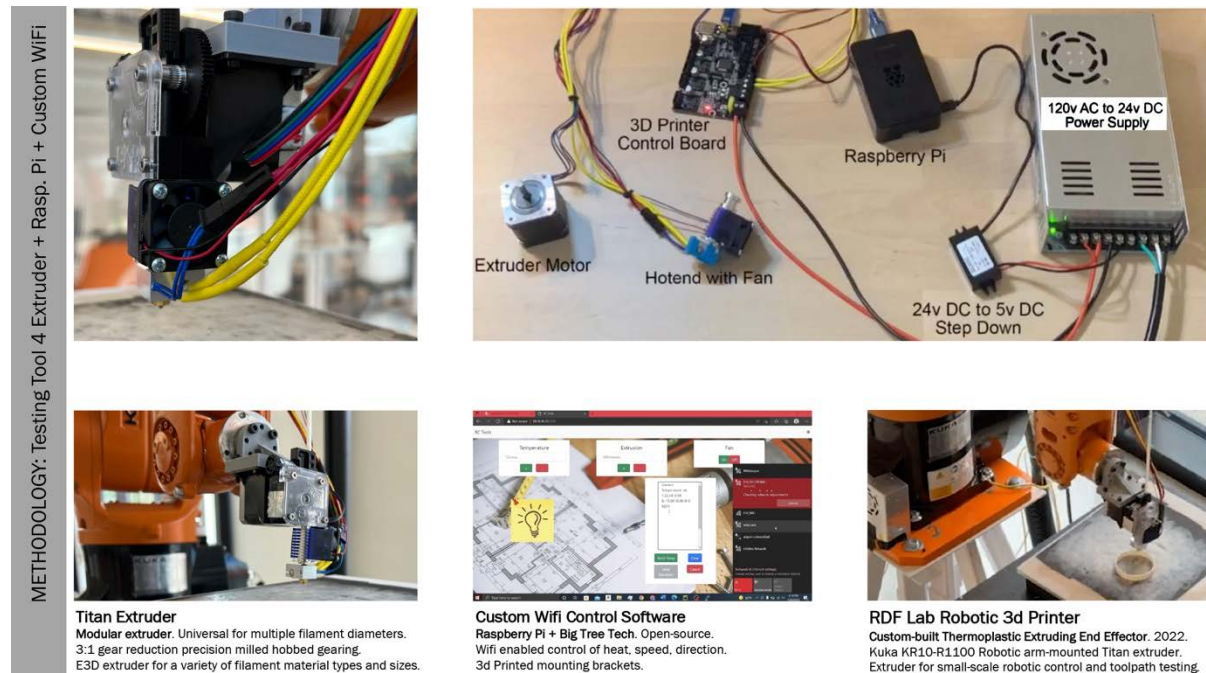 METHODOLOGY: Testing Tool 4 Extruder + Rasp. Pi + Custom WiFi
3D Printer
Control Board
Raspberry Pi
120v AC to 24v DC
Power Supply
Extruder Motor
Hotend with Fan
24v DC to 5v DC
Step Down
KUKA
Temperature
Extrusion
Fan
KUKA
Titan Extruder
Modular extruder. Universal for multiple filament diameters.
3:1 gear reduction precision milled hobbed gearing.
E3D extruder for a variety of filament material types and sizes.
Custom Wifi Control Software
Raspberry Pi + Big Tree Tech. Open-source.
Wifi enabled control of heat, speed, direction.
3d Printed mounting brackets.
RDF Lab Robotic 3d Printer
Custom-built Thermoplastic Extruding End Effector. 2022.
Kuka KR10-R1100 Robotic arm-mounted Titan extruder.
Extruder for small-scale robotic control and toolpath testing.